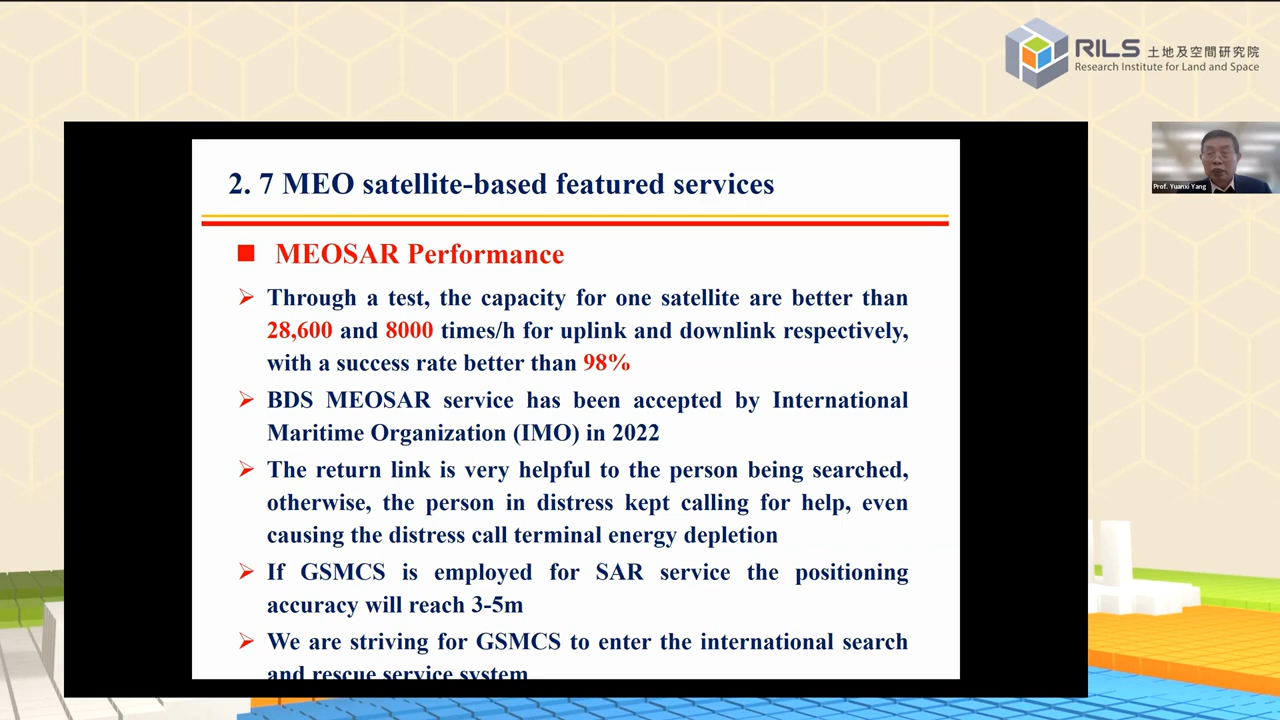 RILS 土地及空間研究院
Research Institute for Land and Space
2. 7 MEO satellite-based featured services
MEOSAR Performance
Through a test, the capacity for one satellite are better than
28,600 and 8000 times/h for uplink and downlink respectively,
with a success rate better than 98%
BDS MEOSAR service has been accepted by International
Maritime Organization (IMO) in 2022
The return link is very helpful to the person being searched,
otherwise, the person in distress kept calling for help, even
causing the distress call terminal energy depletion
If GSMCS is employed for SAR service the positioning
accuracy will reach 3-5m
We are striving for GSMCS to enter the international search
and rescue service system
Prof. Yuanxi Yang